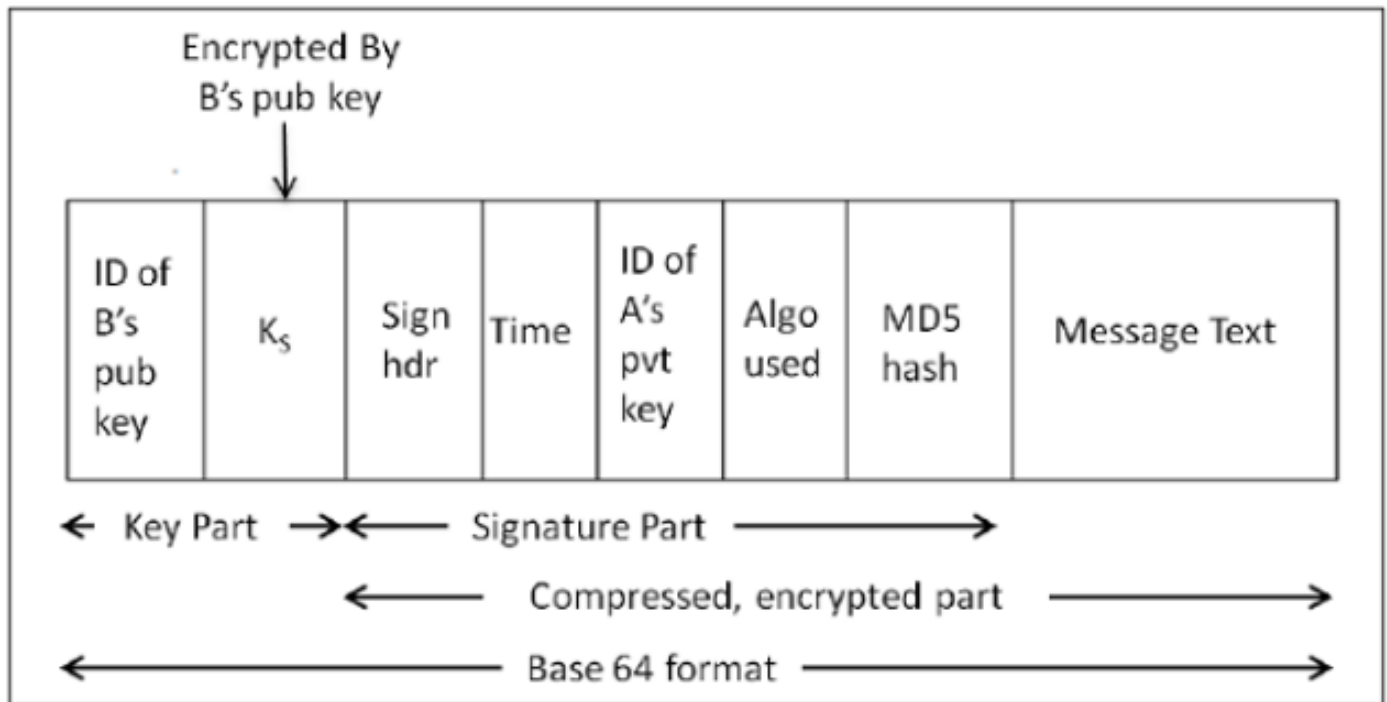 Encrypted By
B's pub key
ID of
B's
pub
key
Kₛ
Sign
hdr
Time
ID of
A's
pvt
key
Algo
used
MD5
hash
Message Text
Key Part
Signature Part
Compressed, encrypted part
Base 64 format